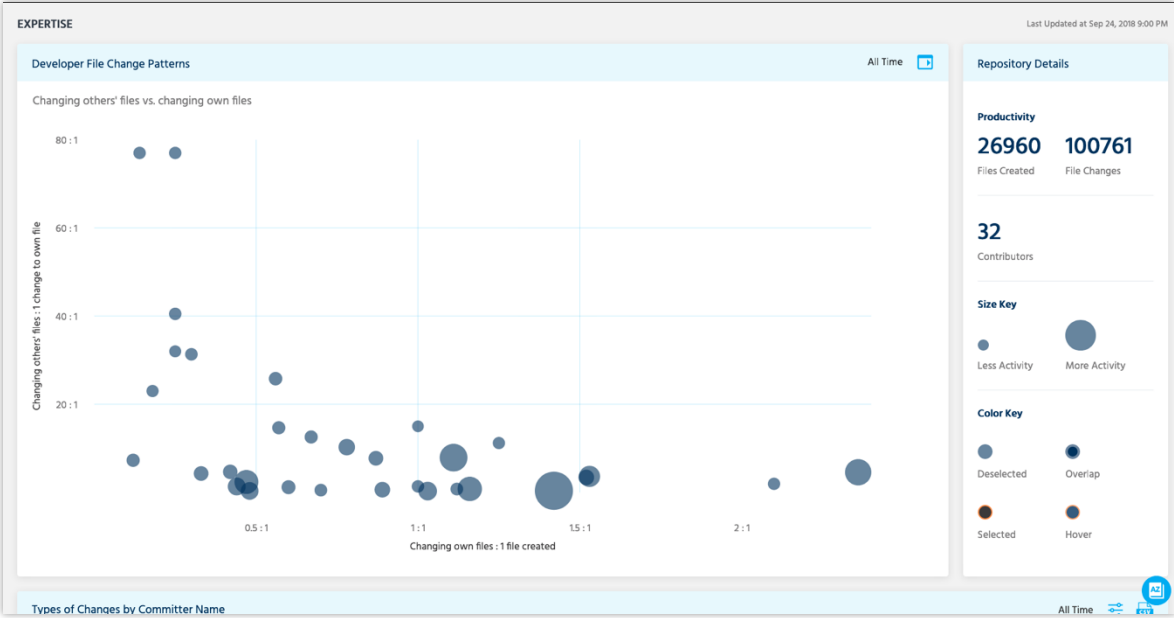 EXPERTISE
Last Updated at Sep 24, 2018 9:00 PM
Developer File Change Patterns
All Time
Changing others' files vs. changing own files
80 : 1
60 : 1
40 : 1
20 : 1
Changing others' files : 1 change to own file
0.5 : 1
1 : 1
1.5 : 1
2 : 1
Changing own files : 1 file created
Repository Details
Productivity
26960 100761
Files Created File Changes
32
Contributors
Size Key
Less Activity More Activity
Color Key
Deselected Overlap
Selected Hover
AZ
Types of Changes by Committer Name
All Time
CSV